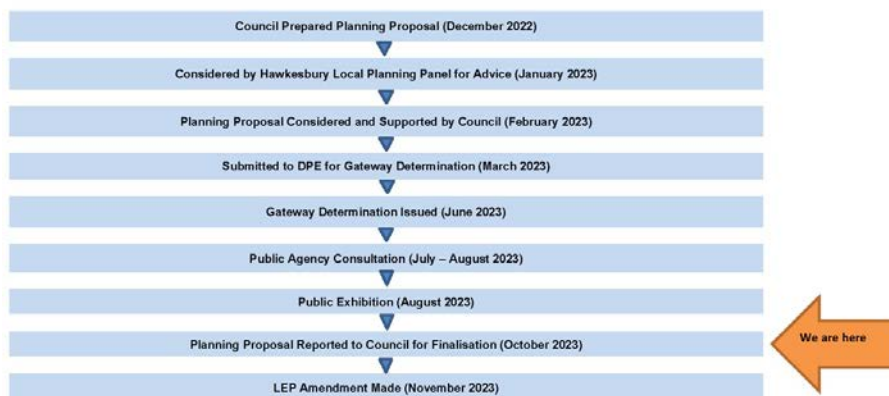 Council Prepared Planning Proposal (December 2022)
Considered by Hawkesbury Local Planning Panel for Advice (January 2023)
Planning Proposal Considered and Supported by Council (February 2023)
Submitted to DPE for Gateway Determination (March 2023)
Gateway Determination Issued (June 2023)
Public Agency Consultation (July – August 2023)
Public Exhibition (August 2023)
Planning Proposal Reported to Council for Finalisation (October 2023)
We are here
LEP Amendment Made (November 2023)